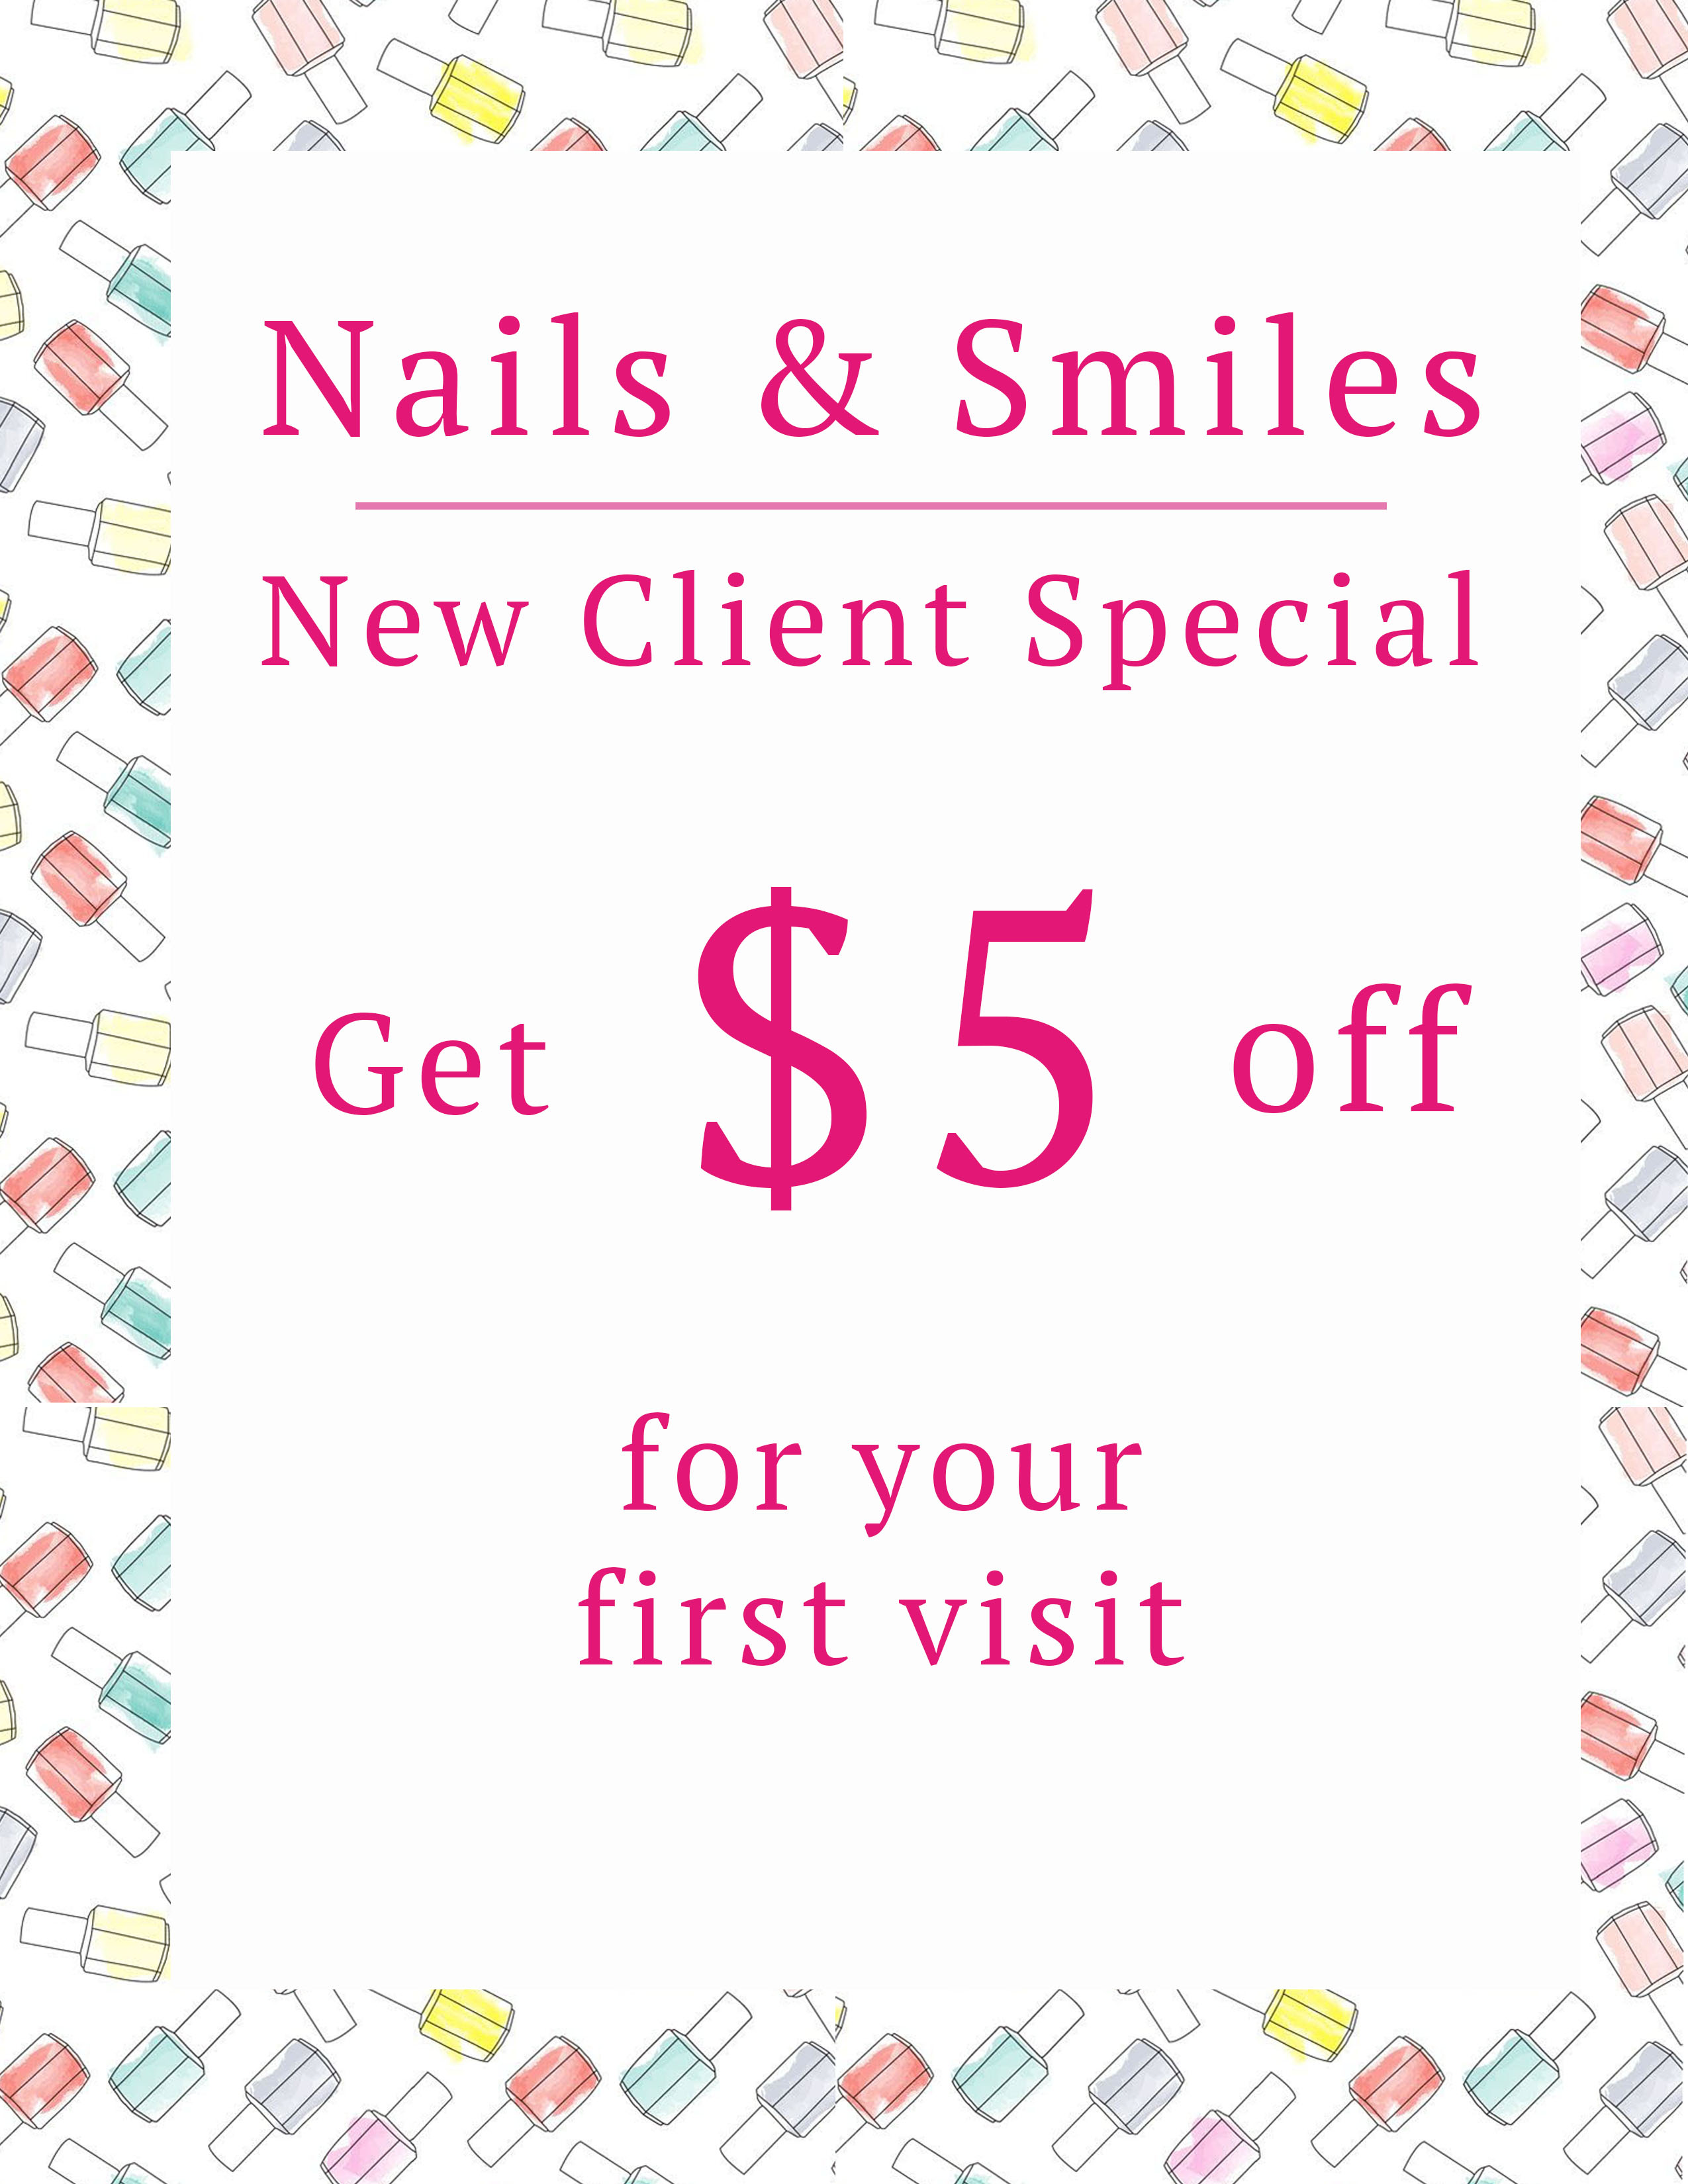 Nails & Smiles
New Client Special
Get $5 off
for your
first visit